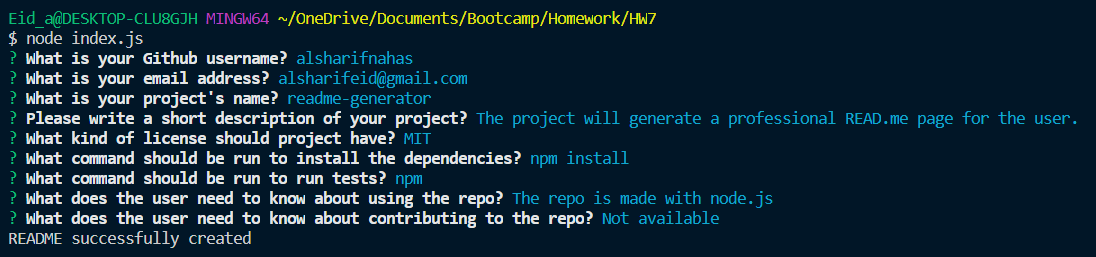 Eid_a@DESKTOP-CLU8GJH MINGW64 ~/OneDrive/Documents/Bootcamp/Homework/HW7
$ node index.js
? What is your Github username? alsharifnahas
? What is your email address? alsharifeid@gmail.com
? What is your project's name? readme-generator
? Please write a short description of your project? The project will generate a professional READ.me page for the user.
? What kind of license should project have? MIT
? What command should be run to install the dependencies? npm install
? What command should be run to run tests? npm
? What does the user need to know about using the repo? The repo is made with node.js
? What does the user need to know about contributing to the repo? Not available
README successfully created